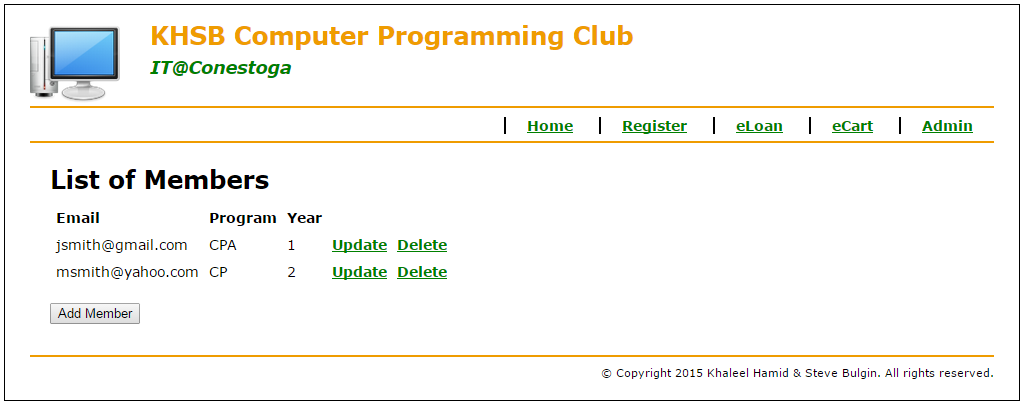 KHSB Computer Programming Club
IT@Conestoga
Home Register eLoan eCart Admin
List of Members
Email Program Year
jsmith@gmail.com CPA 1 Update Delete
msmith@yahoo.com CP 2 Update Delete
Add Member
© Copyright 2015 Khaleel Hamid & Steve Bulgin. All rights reserved.